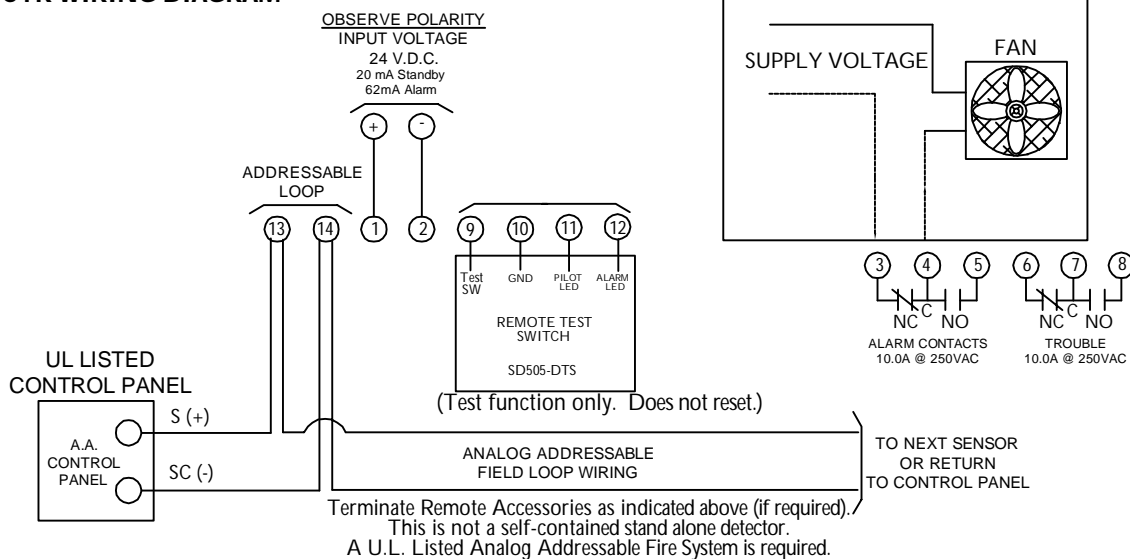 WIRING DIAGRAM
OBSERVE POLARITY
INPUT VOLTAGE
24 V.D.C.
20 mA Standby
62mA Alarm
+
-
ADDRESSABLE
LOOP
13
14
1
2
9
10
11
12
Test
SW
GND
PILOT
LED
ALARM
LED
REMOTE TEST
SWITCH
SD505-DTS
(Test function only. Does not reset.)
SUPPLY VOLTAGE
FAN
3
4
5
6
7
8
NC
C
NO
NC
C
NO
ALARM CONTACTS
10.0A @ 250VAC
TROUBLE
10.0A @ 250VAC
UL LISTED
CONTROL PANEL
S (+)
A.A.
CONTROL
PANEL
SC (-)
ANALOG ADDRESSABLE
FIELD LOOP WIRING
TO NEXT SENSOR
OR RETURN
TO CONTROL PANEL
Terminate Remote Accessories as indicated above (if required).
This is not a self-contained stand alone detector.
A U.L. Listed Analog Addressable Fire System is required.